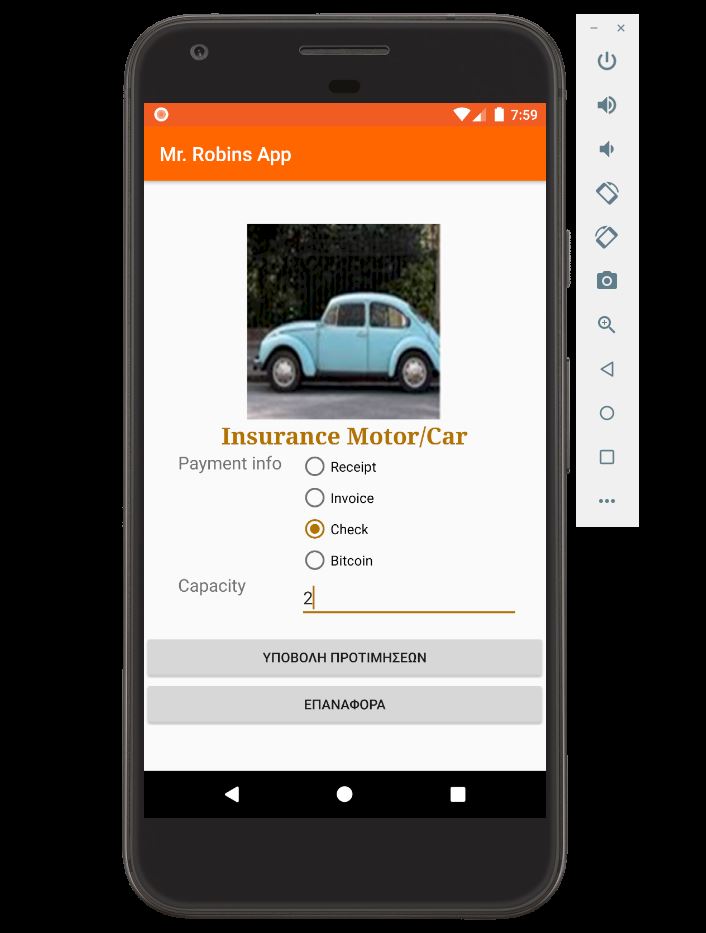 7:59
Mr. Robins App
Insurance Motor/Car
Payment info
Receipt
Invoice
Check
Bitcoin
Capacity
2
ΥΠΟΒΟΛΗ ΠΡΟΤΙΜΗΣΕΩΝ
ΕΠΑΝΑΦΟΡΑ